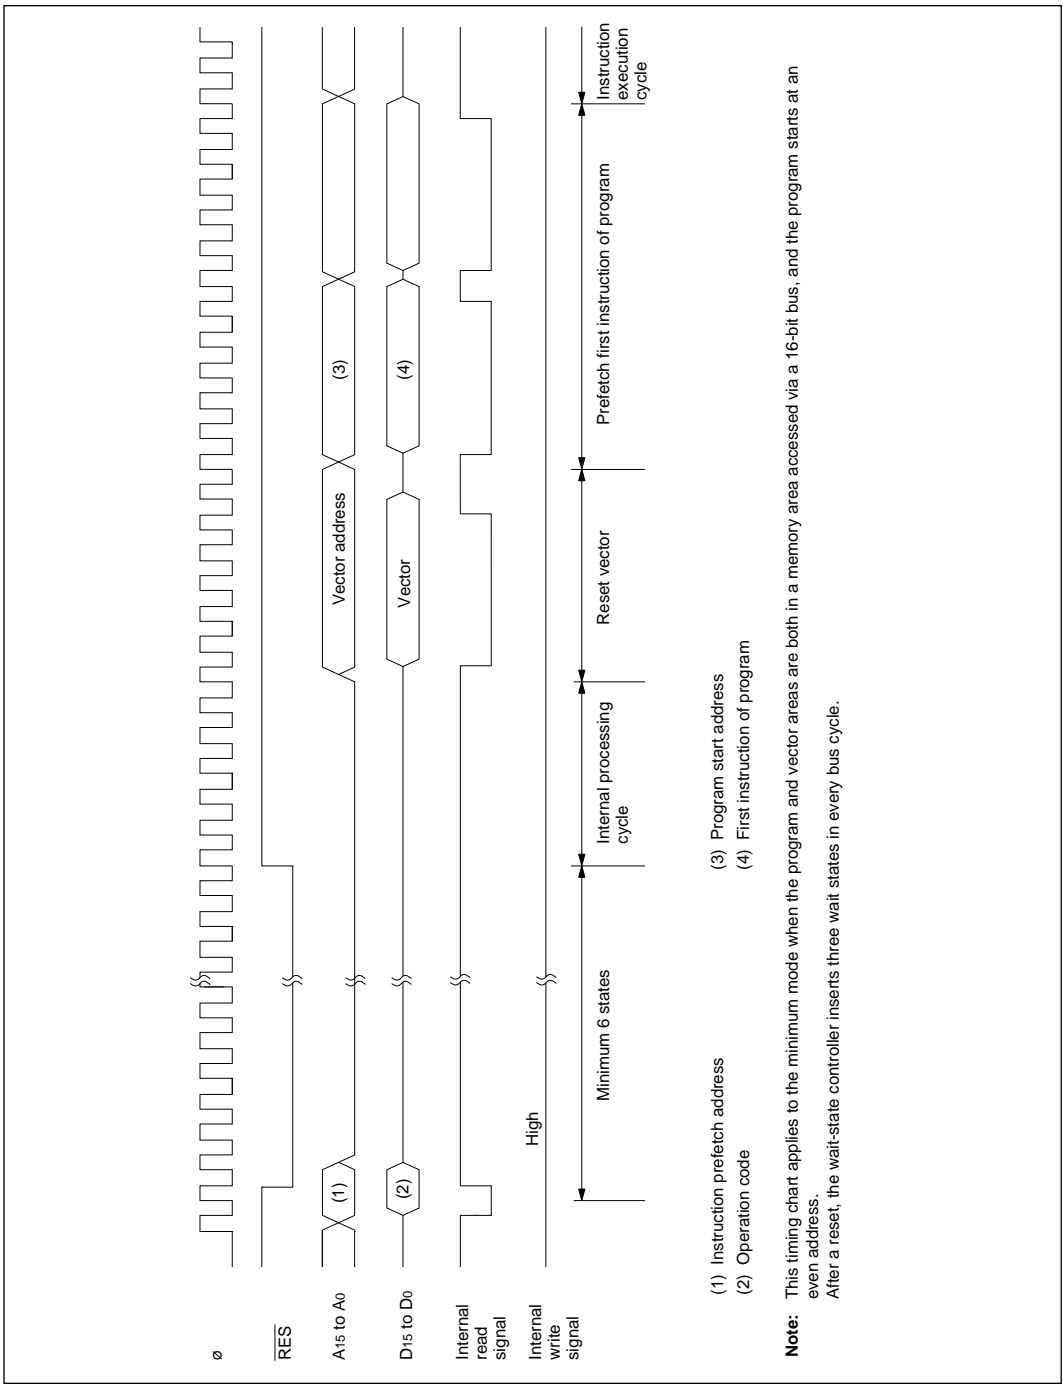 ø
RES
A15 to A0
D15 to D0
Internal
read
signal
Internal
write
signal
(1)
(2)
High
Vector address
Vector
(3)
(4)
Minimum 6 states
Internal processing
cycle
Reset vector
Prefetch first instruction of program
Instruction
execution
cycle
(1) Instruction prefetch address
(2) Operation code
(3) Program start address
(4) First instruction of program
Note: This timing chart applies to the minimum mode when the program and vector areas are both in a memory area accessed via a 16-bit bus, and the program starts at an
even address.
After a reset, the wait-state controller inserts three wait states in every bus cycle.